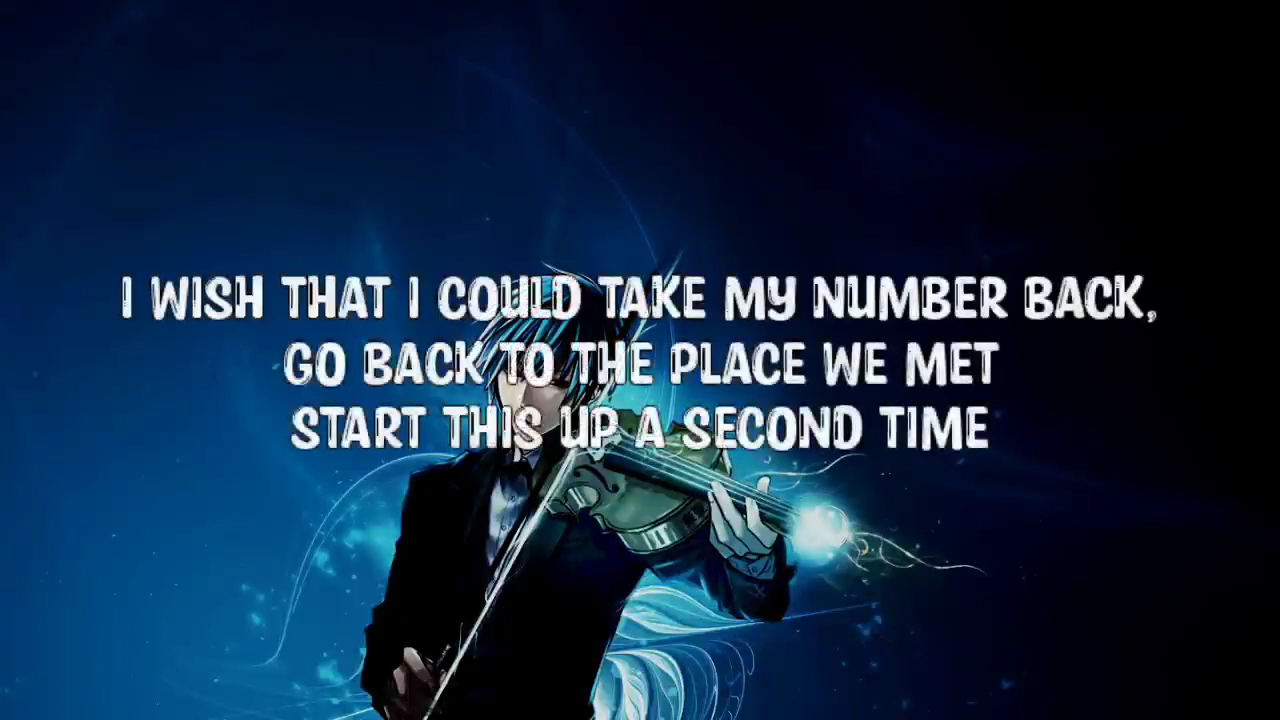 I WISH THAT I COULD TAKE MY NUMBER BACK,
GO BACK TO THE PLACE WE MET
START THIS UP A SECOND TIME